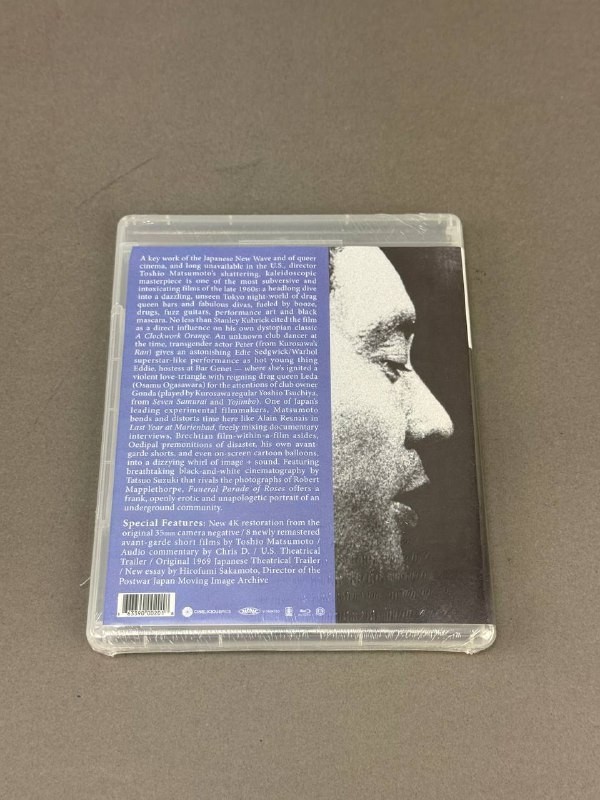 A key work of the Japanese New Wave and of queer
cinema, and long unavailable in the U.S., director
Toshio Matsumoto's shattering, kaleidoscopic
masterpiece is one of the most subversive and
intoxicating films of the late 1960s: a headlong dive
into a dazzling, unseen Tokyo night-world of drag
queen bars and fabulous divas, fueled by booze,
drugs, fuzz guitars, performance art and black
mascara. No less than Stanley Kubrick cited the film
as a direct influence on his own dystopian classic
A Clockwork Orange. An unknown club dancer at
the time, transgender actor Peter (from Kurosawa's
Ran) gives an astonishing Edie Sedgwick/Warhol
superstar-like performance as hot young thing
Eddie, hostess at Bar Genet — where she's ignited a
violent love-triangle with reigning drag queen Leda
(Osamu Ogasawara) for the attentions of club owner
Gonda (played by Kurosawa regular Yoshio Tsuchiya,
from Seven Samurai and Yojimbo). One of Japan's
leading experimental filmmakers, Matsumoto
bends and distorts time here like Alain Resnais in
Last Year at Marienbad, freely mixing documentary
interviews, Brechtian film-within-a-film asides,
Oedipal premonitions of disaster, his own avant-
garde shorts, and even on-screen cartoon balloons,
into a dizzying whirl of image + sound. Featuring
breathtaking black-and-white cinematography by
Tatsuo Suzuki that rivals the photographs of Robert
Mapplethorpe, Funeral Parade of Roses offers a
frank, openly erotic and unapologetic portrait of an
underground community.
Special Features: New 4K restoration from the
original 35mm camera negative / 8 newly remastered
avant-garde short films by Toshio Matsumoto /
Audio commentary by Chris D. / U.S. Theatrical
Trailer / Original 1969 Japanese Theatrical Trailer
/ New essay by Hirofumi Sakamoto, Director of the
Postwar Japan Moving Image Archive
CINELICIOUSPICS